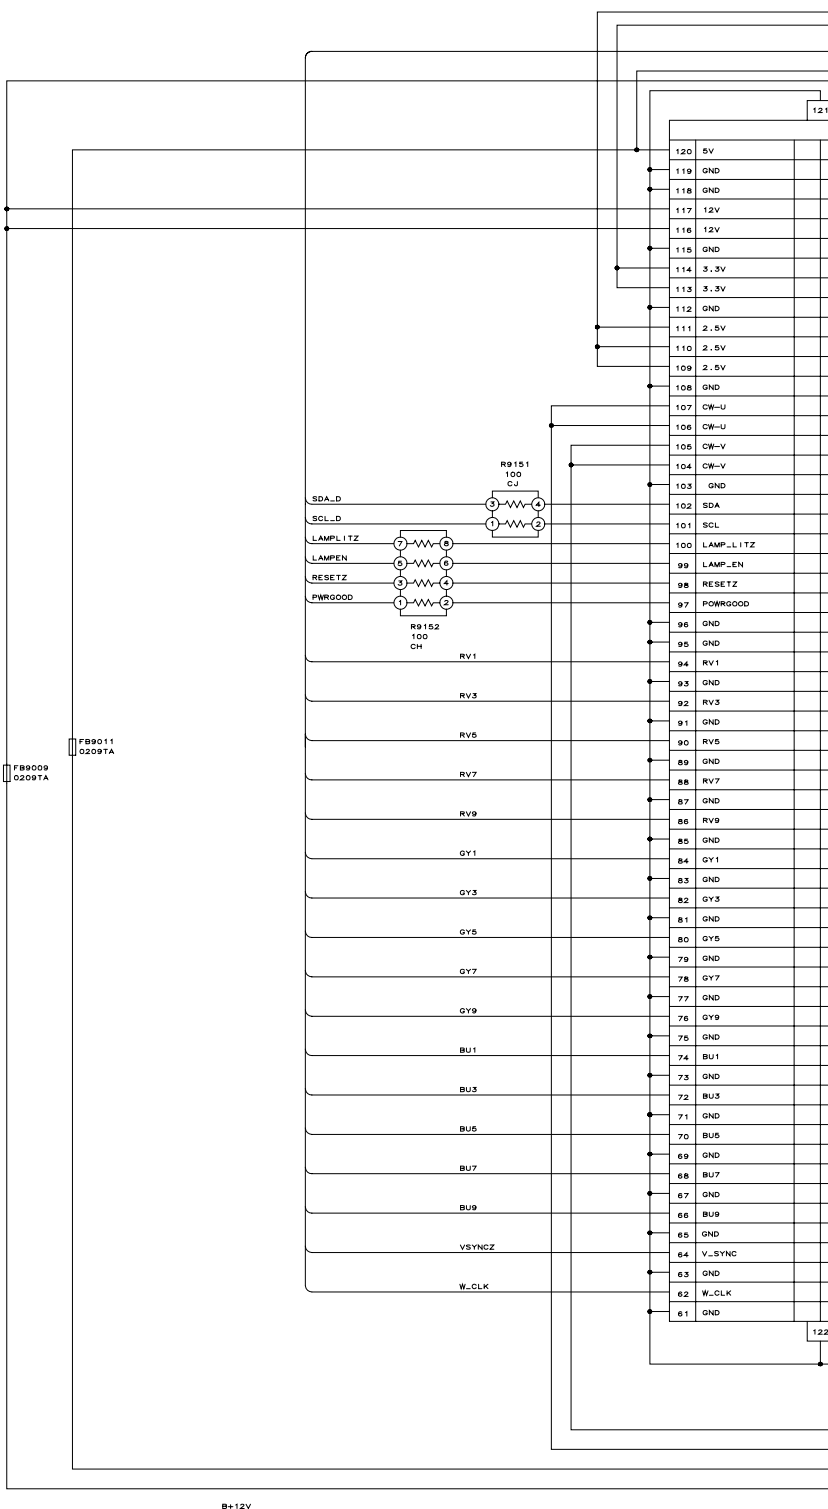 121
120 5V
119 GND
118 GND
117 12V
116 12V
115 GND
114 3.3V
113 3.3V
112 GND
111 2.5V
110 2.5V
109 2.5V
108 GND
107 CW-U
106 CW-U
105 CW-V
104 CW-V
R9151
100
CJ
103 GND
SDA_D 3 4 102 SDA
SCL_D 1 2 101 SCL
LAMPLITZ 7 8 100 LAMP_LITZ
LAMPEN 5 6 99 LAMP_EN
RESETZ 3 4 98 RESETZ
PWRGOOD 1 2 97 POWRGOOD
R9152
100
CH
96 GND
95 GND
RV1 94 RV1
93 GND
RV3 92 RV3
91 GND
RV5 90 RV5
FB9011
0209TA
89 GND
FB9009
0209TA
RV7 88 RV7
87 GND
RV9 86 RV9
85 GND
GY1 84 GY1
83 GND
GY3 82 GY3
81 GND
GY5 80 GY5
79 GND
GY7 78 GY7
77 GND
GY9 76 GY9
75 GND
BU1 74 BU1
73 GND
BU3 72 BU3
71 GND
BU5 70 BU5
69 GND
BU7 68 BU7
67 GND
BU9 66 BU9
65 GND
VSYNCZ 64 V_SYNC
63 GND
W_CLK 62 W_CLK
61 GND
122
B+12V